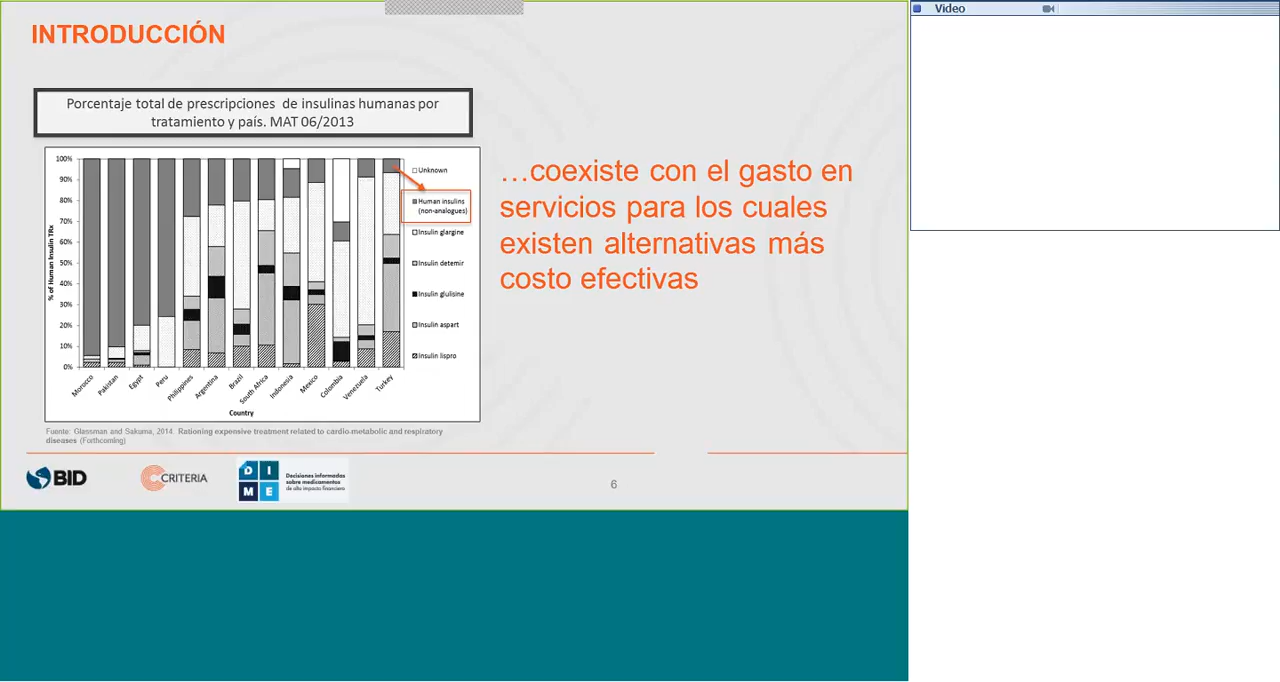 INTRODUCCIÓN
Porcentaje total de prescripciones de insulinas humanas por
tratamiento y país. MAT 06/2013
% of Human Insulin TRx
100%
90%
80%
70%
60%
50%
40%
30%
20%
10%
0%
Morocco
Pakistan
Egypt
Peru
Philippines
Argentina
Brazil
South Africa
Indonesia
Mexico
Colombia
Venezuela
Turkey
Country
Unknown
Human insulins
(non-analogues)
Insulin glargine
Insulin detemir
Insulin glulisine
Insulin aspart
Insulin lispro
Fuente: Glassman and Sakuma, 2014. Rationing expensive treatment related to cardio-metabolic and respiratory
diseases (Forthcoming)
…coexiste con el gasto en
servicios para los cuales
existen alternativas más
costo efectivas
BID
CRITERIA
D I
M E
Decisiones informadas
sobre medicamentos
de alto impacto financiero
6
Video